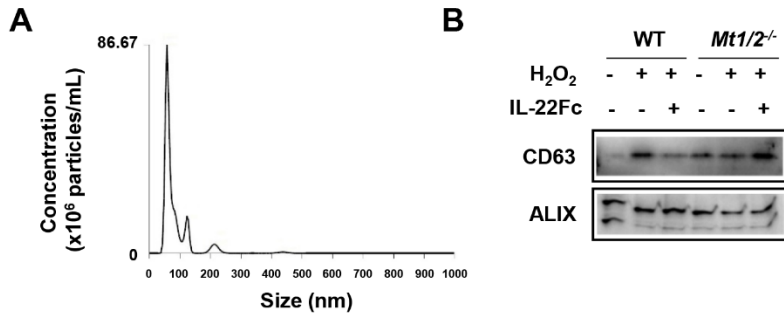 A
Concentration
(x10⁶ particles/mL)
86.67
0
0 100 200 300 400 500 600 700 800 900 1000
Size (nm)
B
WT Mt1/2⁻/⁻
H₂O₂ - + + - + +
IL-22Fc - - + - - +
CD63
ALIX